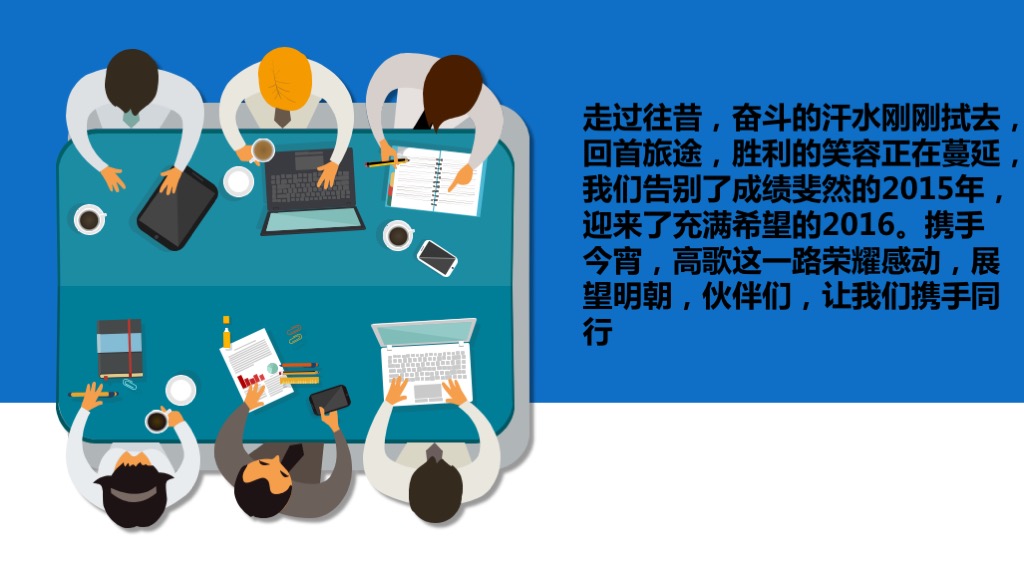 走过往昔，奋斗的汗水刚刚拭去，
回首旅途，胜利的笑容正在蔓延，
我们告别了成绩斐然的2015年，
迎来了充满希望的2016。携手
今宵，高歌这一路荣耀感动，展
望明朝，伙伴们，让我们携手同
行